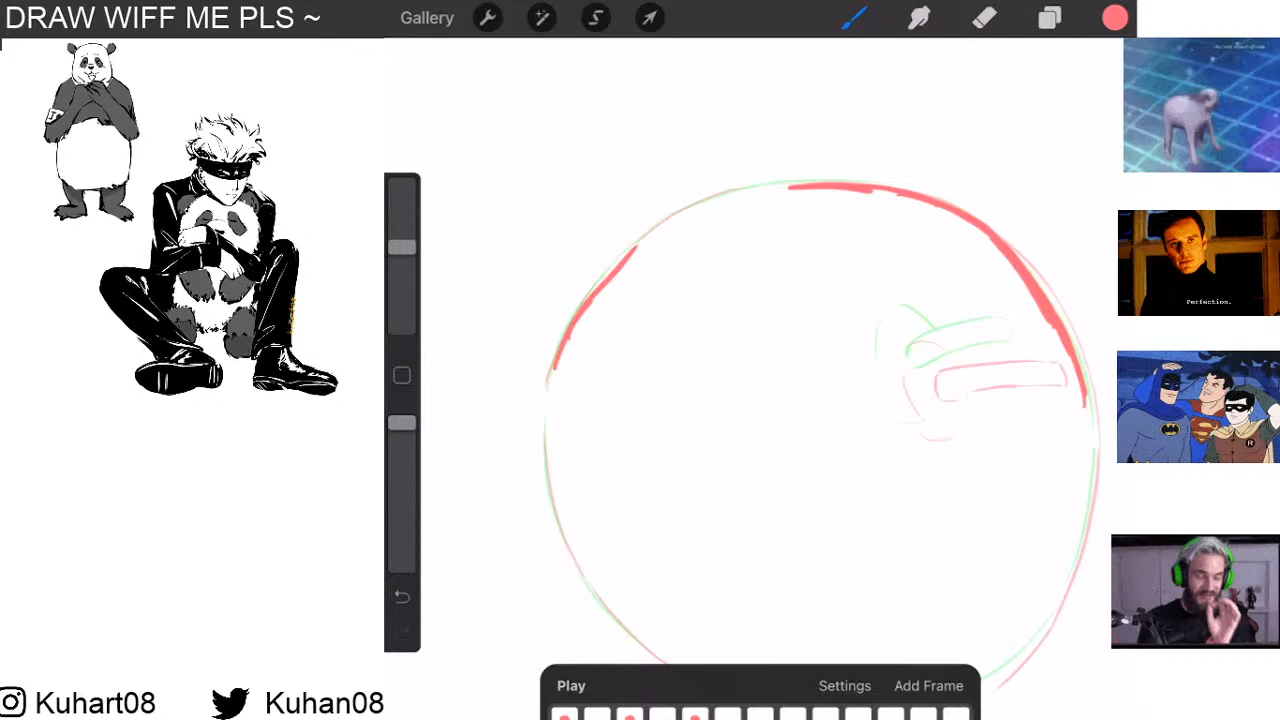 DRAW WIFF ME PLS ~
Gallery
Perfection.
Play
Settings
Add Frame
Kuhart08
Kuhan08